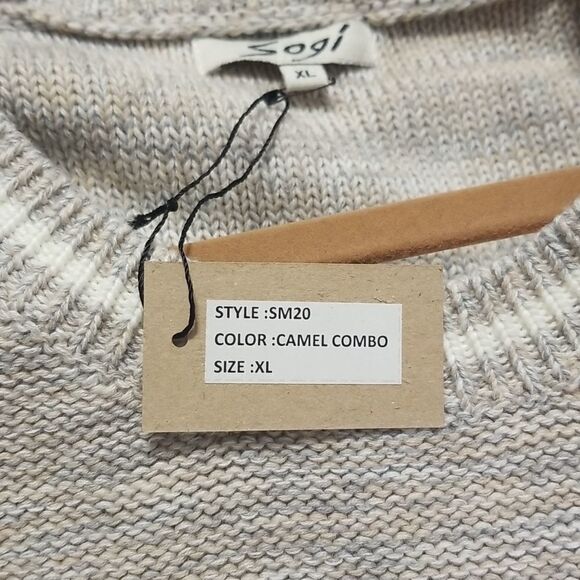 Sogi
XL
STYLE :SM20
COLOR :CAMEL COMBO
SIZE :XL